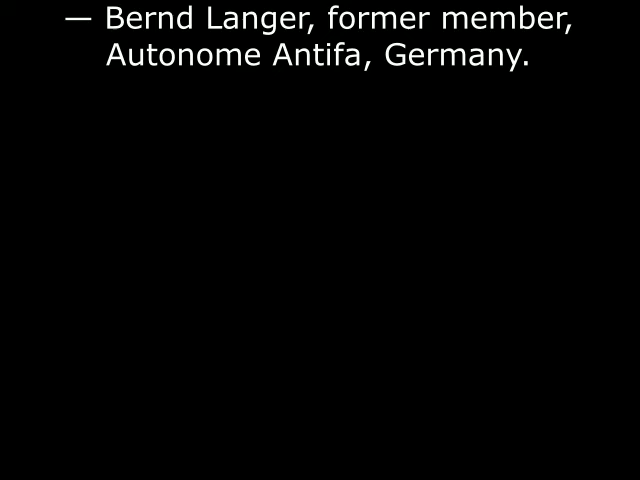 — Bernd Langer, former member,
Autonome Antifa, Germany.